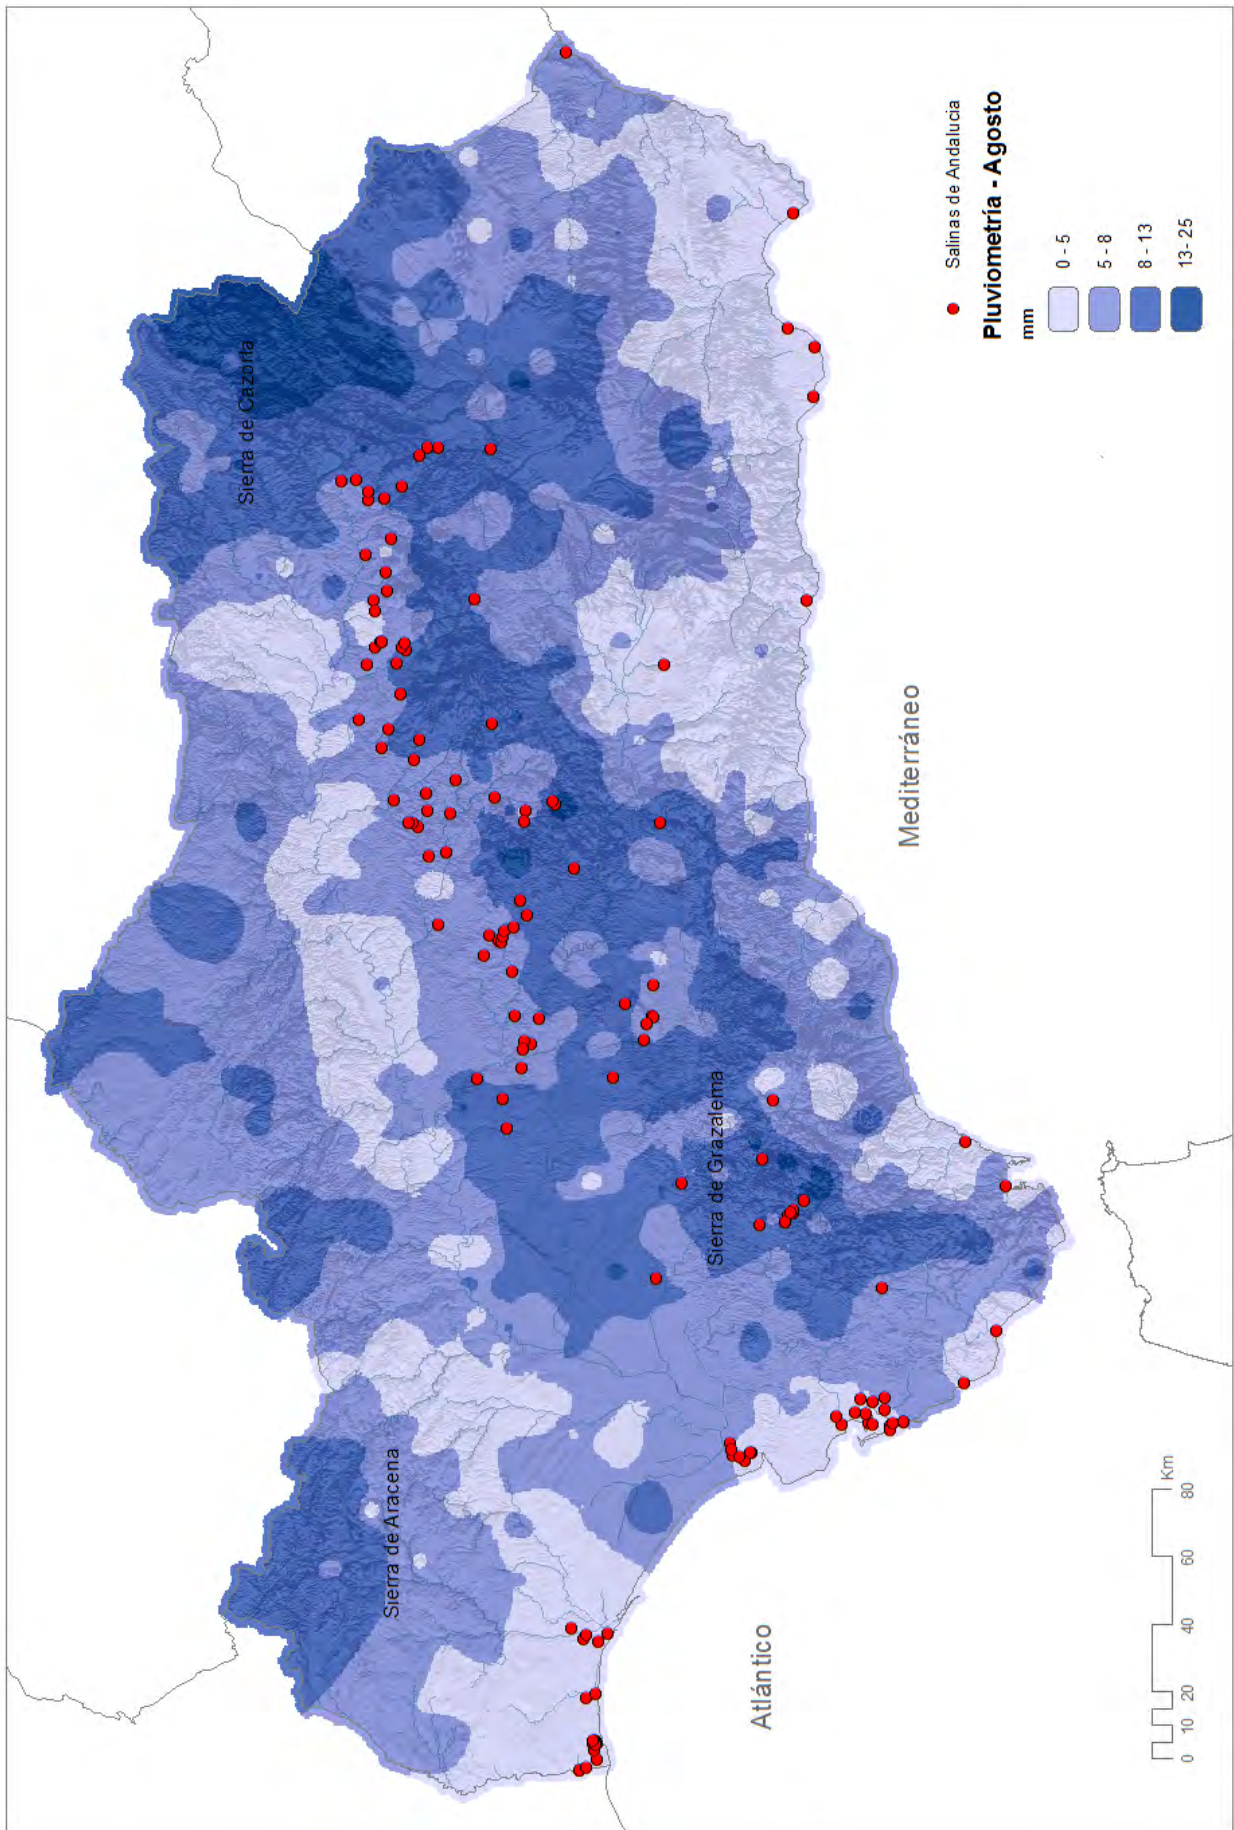 Sierra de Cazorla
Sierra de Aracena
Sierra de Grazalema
Mediterráneo
Atlántico
Salinas de Andalucia
Pluviometría - Agosto
mm
0 - 5
5 - 8
8 - 13
13- 25
Km
0 10 20 40 60 80